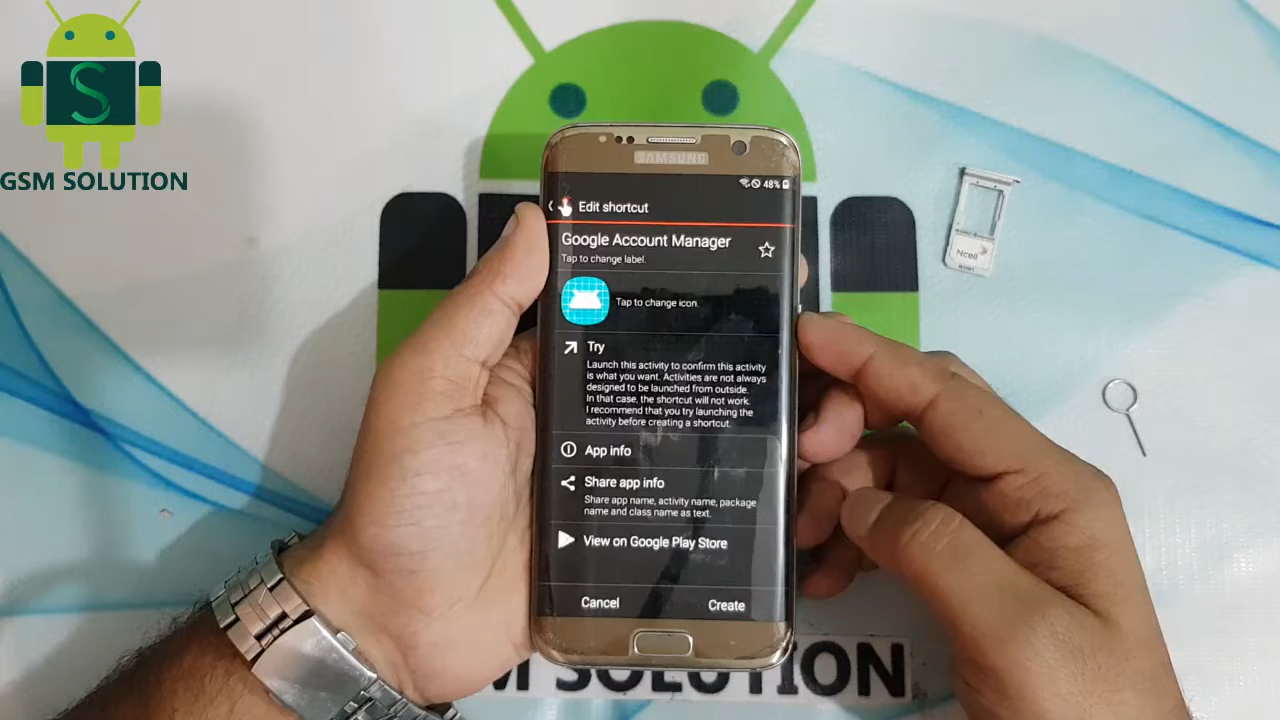 S
GSM SOLUTION
SAMSUNG
48%
Edit shortcut
Google Account Manager
Tap to change label.
Tap to change icon.
Try
Launch this activity to confirm this activity
is what you want. Activities are not always
designed to be launched from outside.
In that case, the shortcut will not work.
I recommend that you try launching the
activity before creating a shortcut.
App info
Share app info
Share app name, activity name, package
name and class name as text.
View on Google Play Store
Cancel
Create
Ncell
M SOLUTION